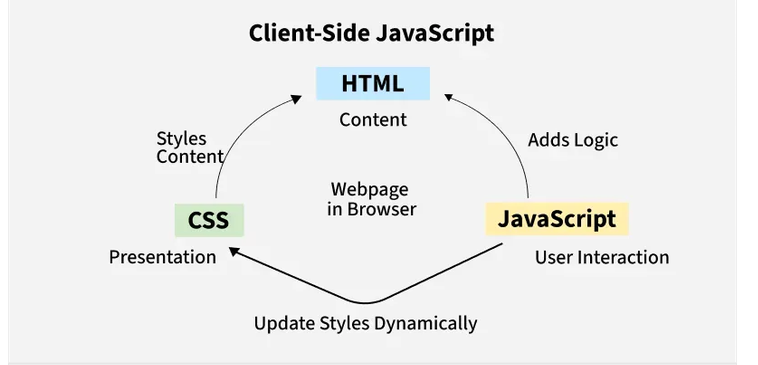 Client-Side JavaScript
HTML
Content
Styles
Content
Adds Logic
Webpage
in Browser
CSS
JavaScript
Presentation
User Interaction
Update Styles Dynamically